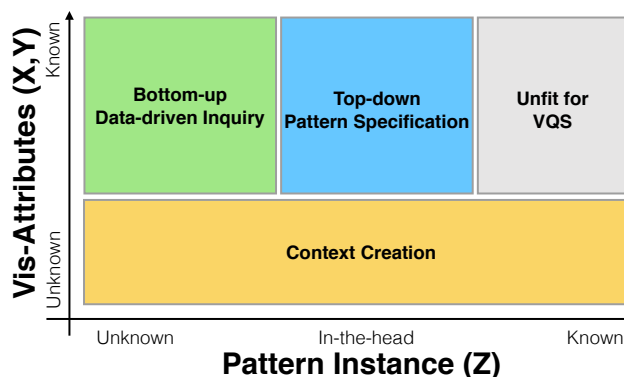 Vis-Attributes (X,Y)
Known
Unknown
Bottom-up
Data-driven Inquiry
Top-down
Pattern Specification
Unfit for
VQS
Context Creation
Unknown
In-the-head
Known
Pattern Instance (Z)